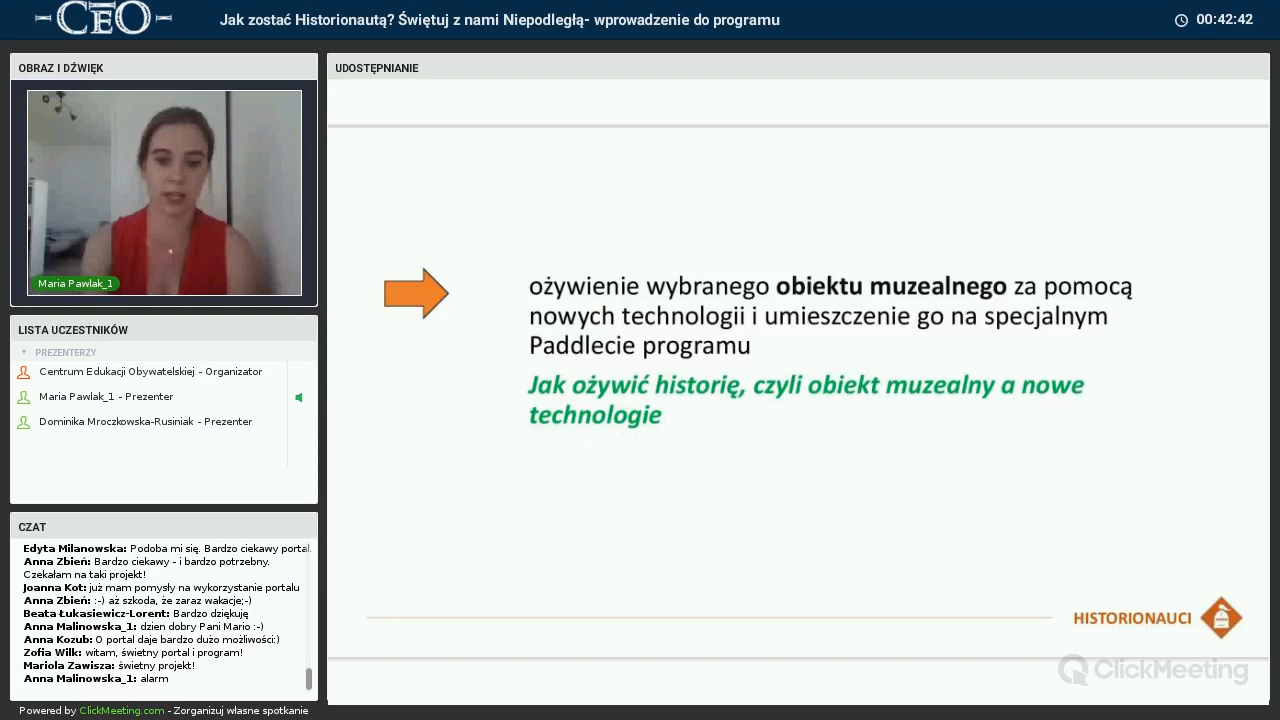 CEO
Jak zostać Historionautą? Świętuj z nami Niepodległą- wprowadzenie do programu
00:42:42
OBRAZ I DŹWIĘK
Maria Pawlak_1
LISTA UCZESTNIKÓW
PREZENTERZY
Centrum Edukacji Obywatelskiej - Organizator
Maria Pawlak_1 - Prezenter
Dominika Mroczkowska-Rusiniak - Prezenter
CZAT
Edyta Milanowska: Podoba mi się. Bardzo ciekawy portal.
Anna Zbień: Bardzo ciekawy - i bardzo potrzebny.
Czekałam na taki projekt!
Joanna Kot: już mam pomysły na wykorzystanie portalu
Anna Zbień: :-) aż szkoda, że zaraz wakacje;-)
Beata Łukasiewicz-Lorent: Bardzo dziękuję
Anna Malinowska_1: dzien dobry Pani Mario :-)
Anna Kozub: O portal daje bardzo dużo możliwości:)
Zofia Wilk: witam, świetny portal i program!
Mariola Zawisza: świetny projekt!
Anna Malinowska_1: alarm
Powered by ClickMeeting.com - Zorganizuj własne spotkanie
UDOSTĘPNIANIE
ożywienie wybranego obiektu muzealnego za pomocą
nowych technologii i umieszczenie go na specjalnym
Paddlecie programu
Jak ożywić historię, czyli obiekt muzealny a nowe
technologie
HISTORIONAUCI
ClickMeeting